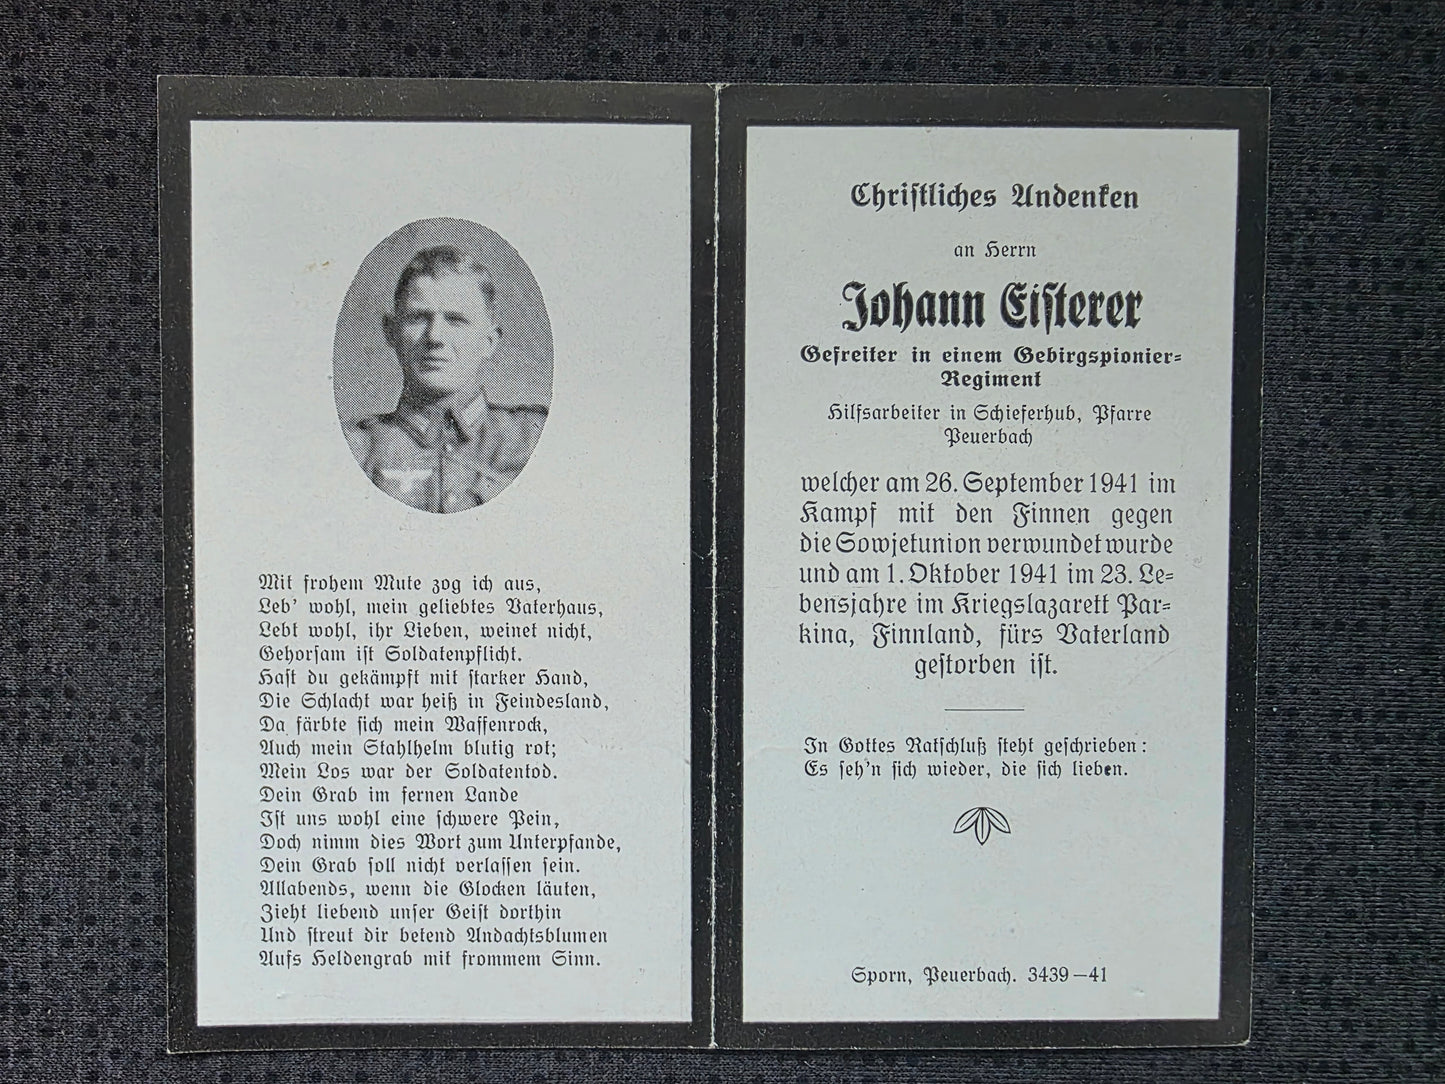 Mit frohem Mute zog ich aus,
Leb' wohl, mein geliebtes Vaterhaus,
Lebt wohl, ihr Lieben, weinet nicht,
Gehorsam ist Soldatenpflicht.
Hast du gekämpft mit starker Hand,
Die Schlacht war heiß in Feindesland,
Da färbte sich mein Waffenrock,
Auch mein Stahlhelm blutig rot;
Mein Los war der Soldatentod.
Dein Grab im fernen Lande
Ist uns wohl eine schwere Pein,
Doch nimm dies Wort zum Unterpfande,
Dein Grab soll nicht verlassen sein.
Allabends, wenn die Glocken läuten,
Zieht liebend unser Geist dorthin
Und streut dir betend Andachtsblumen
Aufs Heldengrab mit frommem Sinn.
Christliches Andenken
an Herrn
Johann Eisterer
Gefreiter in einem Gebirgspionier-
Regiment
Hilfsarbeiter in Schieferhub, Pfarre
Peuerbach
welcher am 26. September 1941 im
Kampf mit den Finnen gegen
die Sowjetunion verwundet wurde
und am 1. Oktober 1941 im 23. Le-
bensjahre im Kriegslazarett Par-
kina, Finnland, fürs Vaterland
gestorben ist.
In Gottes Ratschluß steht geschrieben:
Es seh'n sich wieder, die sich lieben.
Sporn, Peuerbach. 3439—41